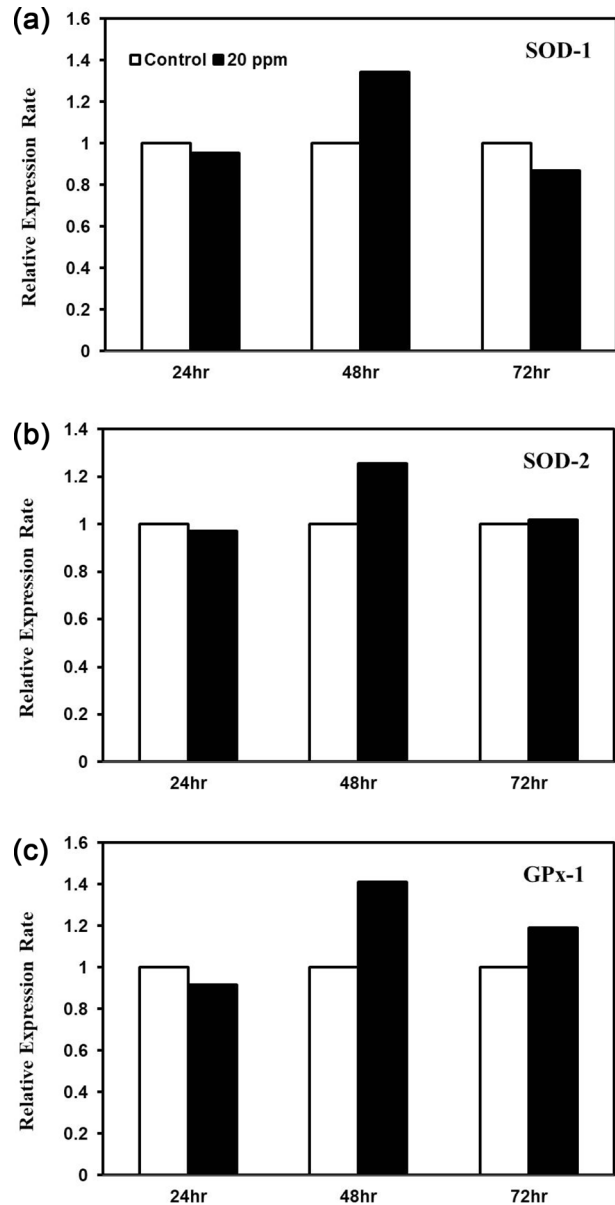 (a)
SOD-1
Control 20 ppm
Relative Expression Rate
1.6
1.4
1.2
1
0.8
0.6
0.4
0.2
0
24hr 48hr 72hr
(b)
SOD-2
Relative Expression Rate
1.4
1.2
1
0.8
0.6
0.4
0.2
0
24hr 48hr 72hr
(c)
GPx-1
Relative Expression Rate
1.6
1.4
1.2
1
0.8
0.6
0.4
0.2
0
24hr 48hr 72hr